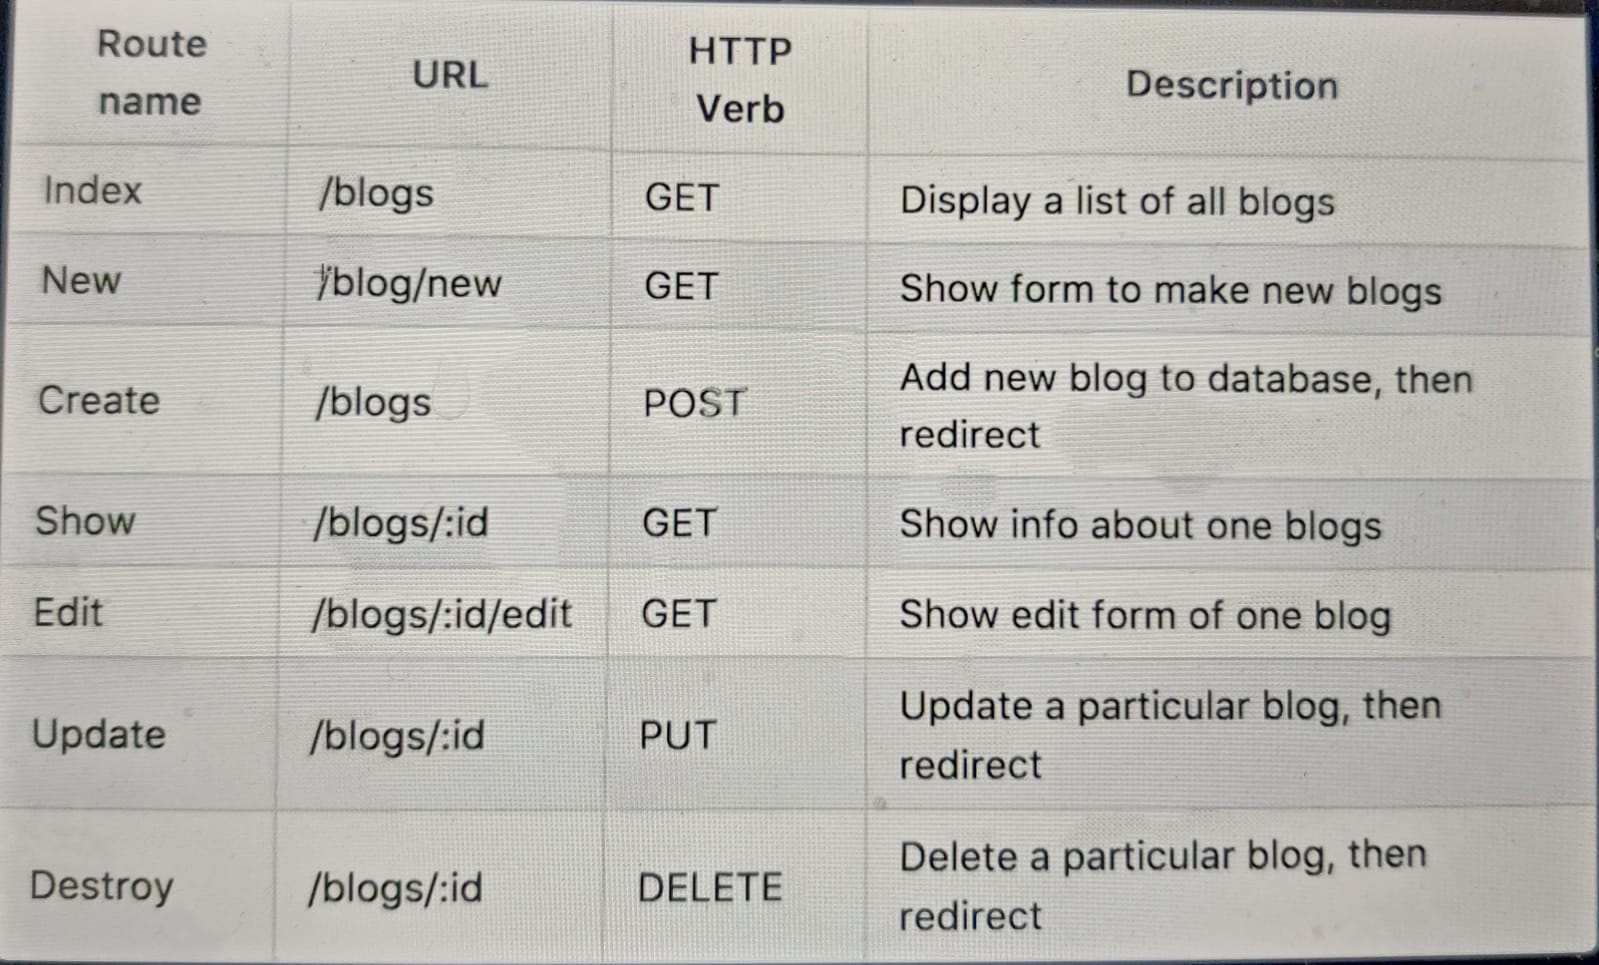 Route name URL HTTP Verb Description
Index /blogs GET Display a list of all blogs
New /blog/new GET Show form to make new blogs
Create /blogs POST Add new blog to database, then
redirect
Show /blogs/:id GET Show info about one blogs
Edit /blogs/:id/edit GET Show edit form of one blog
Update /blogs/:id PUT Update a particular blog, then
redirect
Destroy /blogs/:id DELETE Delete a particular blog, then
redirect